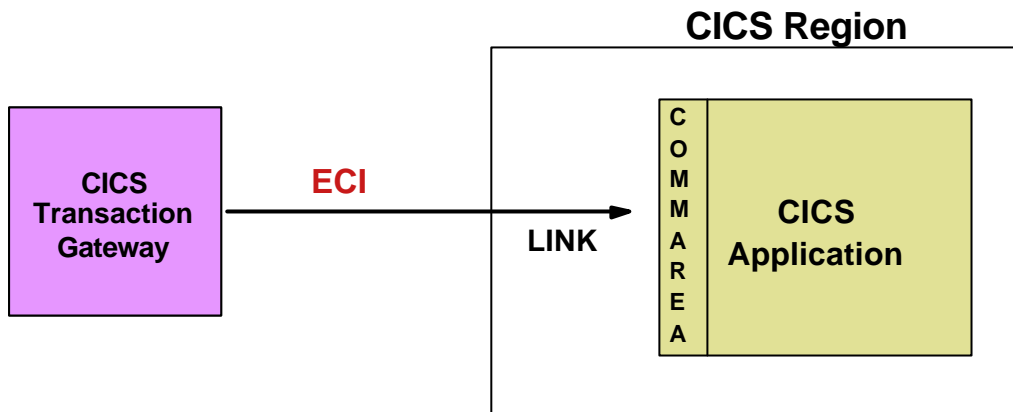 CICS Region
CICS
Transaction
Gateway
ECI
LINK
C
O
M
M
A
R
E
A
CICS
Application